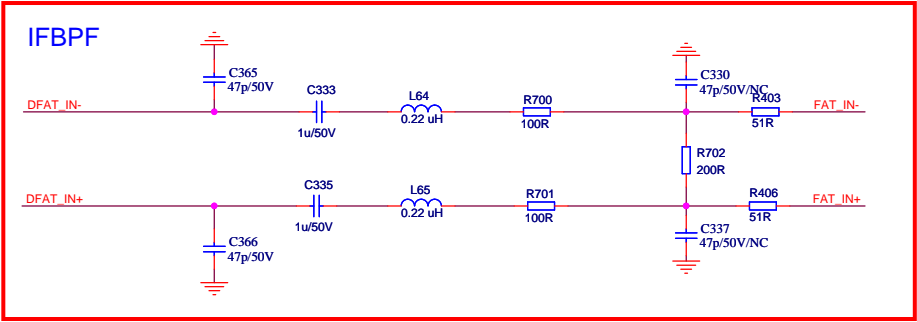 IFBPF
C365
47p/50V
C333
1u/50V
L64
0.22 uH
R700
100R
C330
47p/50V/NC
R403
51R
DFAT_IN-
FAT_IN-
R702
200R
C335
1u/50V
L65
0.22 uH
R701
100R
R406
51R
DFAT_IN+
FAT_IN+
C366
47p/50V
C337
47p/50V/NC